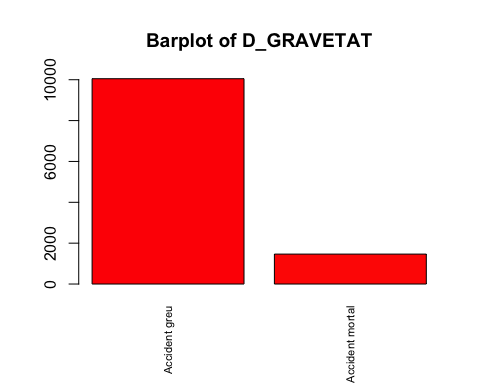 Barplot of D_GRAVETAT
10000
6000
2000
0
Accident greu
Accident mortal